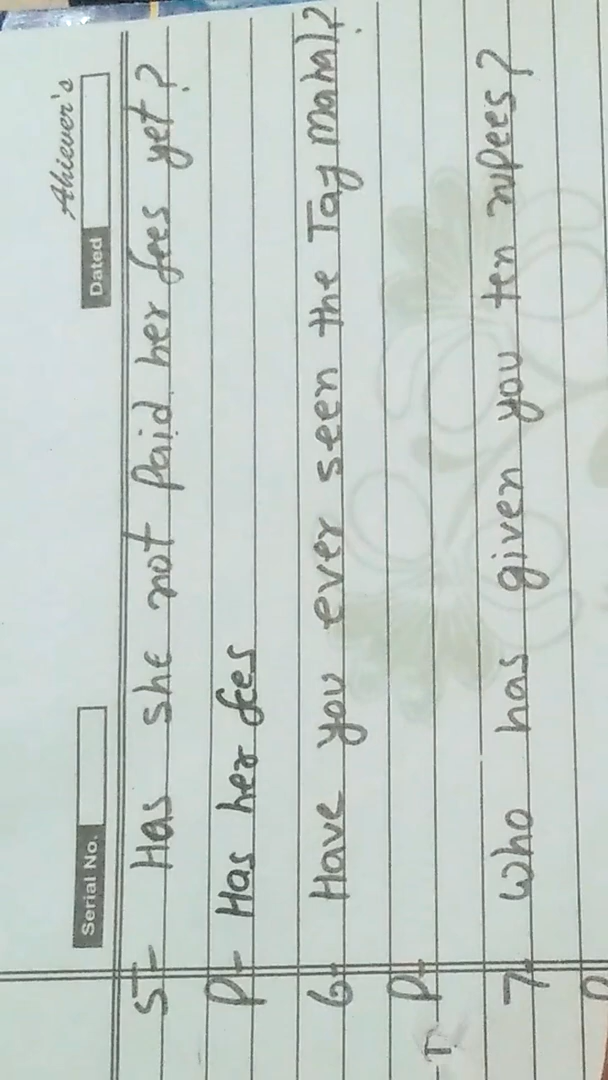 Ahiever's
Serial No. Dated
5- Has she not Paid her fees yet?
P- Has her fees
6- Have you ever seen the Taj Mahal?
P-
7- Who has given you ten rupees?
P